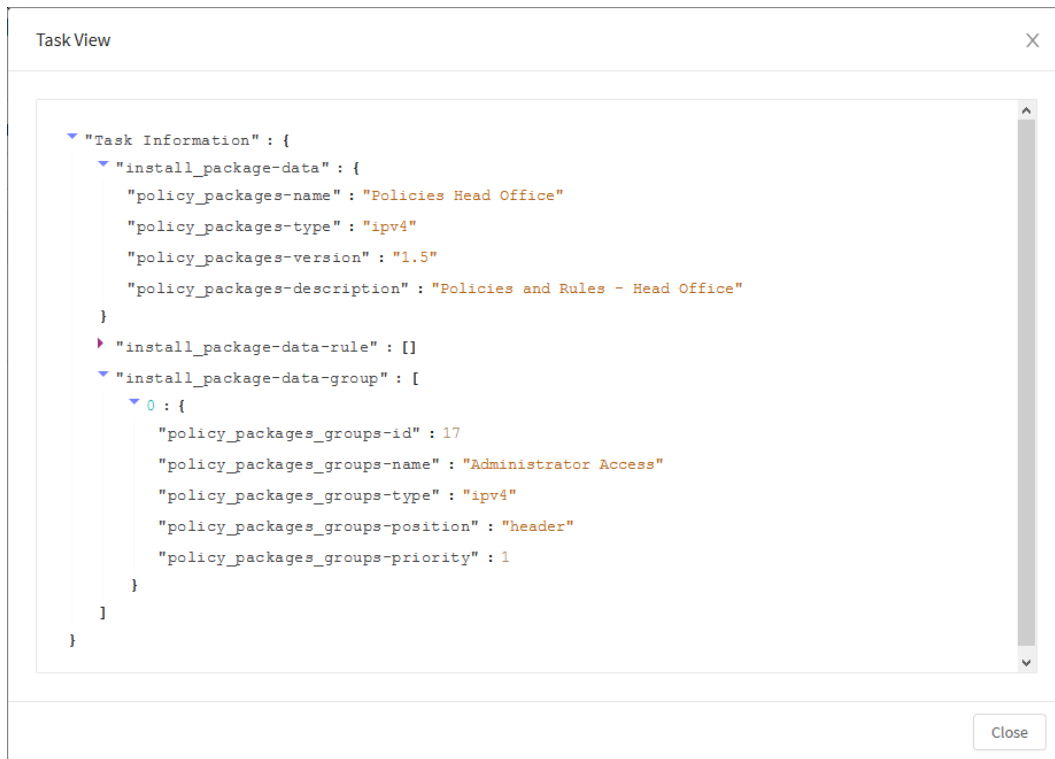 Task View
"Task Information" : {
"install_package-data" : {
"policy_packages-name" : "Policies Head Office"
"policy_packages-type" : "ipv4"
"policy_packages-version" : "1.5"
"policy_packages-description" : "Policies and Rules - Head Office"
}
"install_package-data-rule" : []
"install_package-data-group" : [
0 : {
"policy_packages_groups-id" : 17
"policy_packages_groups-name" : "Administrator Access"
"policy_packages_groups-type" : "ipv4"
"policy_packages_groups-position" : "header"
"policy_packages_groups-priority" : 1
}
]
}
Close